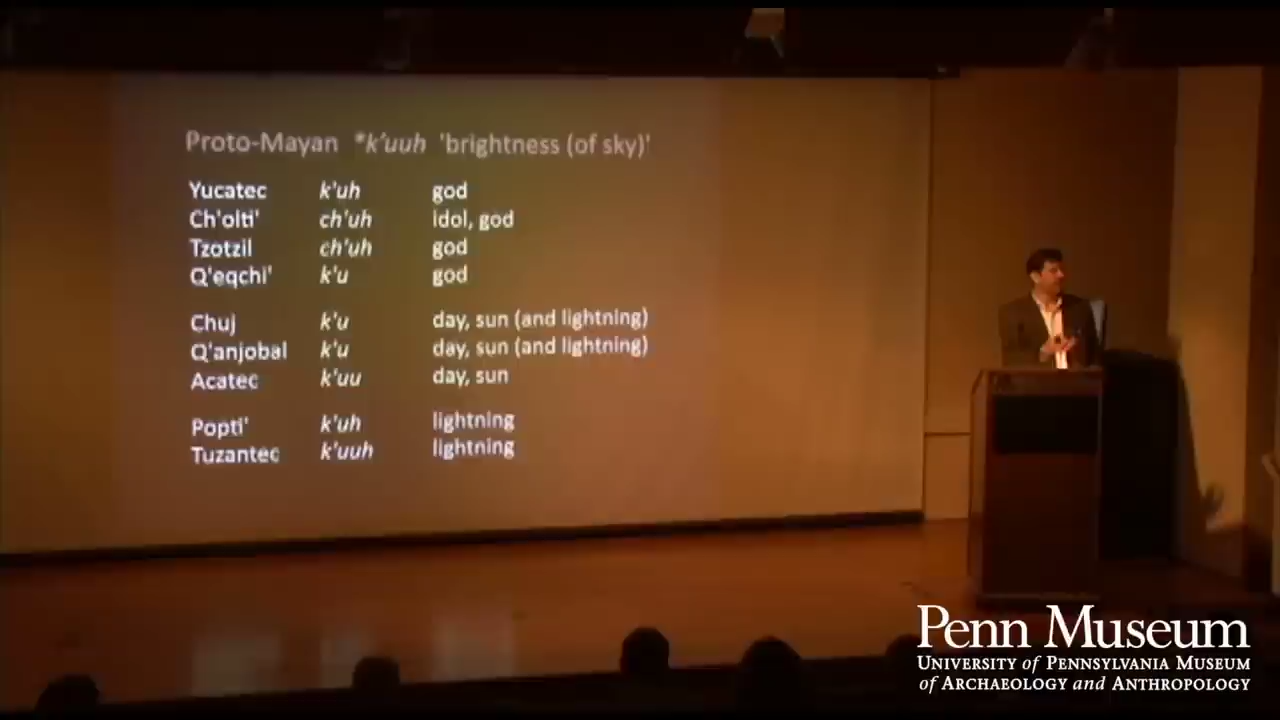 Proto-Mayan *k'uuh 'brightness (of sky)'
Yucatec k'uh god
Ch'olti' ch'uh idol, god
Tzotzil ch'uh god
Q'eqchi' k'u god
Chuj k'u day, sun (and lightning)
Q'anjobal k'u day, sun (and lightning)
Acatec k'uu day, sun
Popti' k'uh lightning
Tuzantec k'uuh lightning
Penn Museum
University of Pennsylvania Museum
of Archaeology and Anthropology